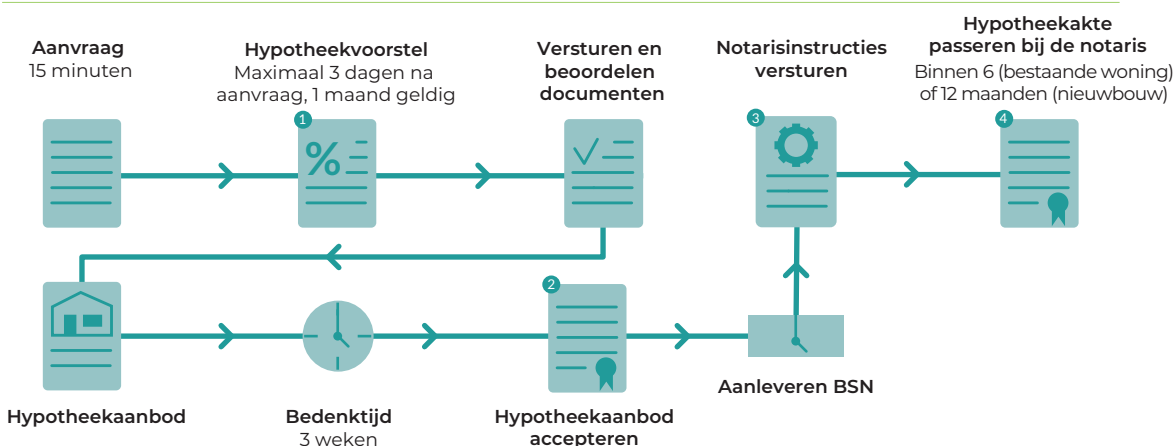 Aanvraag
15 minuten
Hypotheekvoorstel
Maximaal 3 dagen na
aanvraag, 1 maand geldig
Versturen en
beoordelen
documenten
Notarisinstructies
versturen
Hypotheekakte
passeren bij de notaris
Binnen 6 (bestaande woning)
of 12 maanden (nieuwbouw)
1
%
3
4
2
Hypotheekaanbod
Bedenktijd
3 weken
Hypotheekaanbod
accepteren
Aanleveren BSN